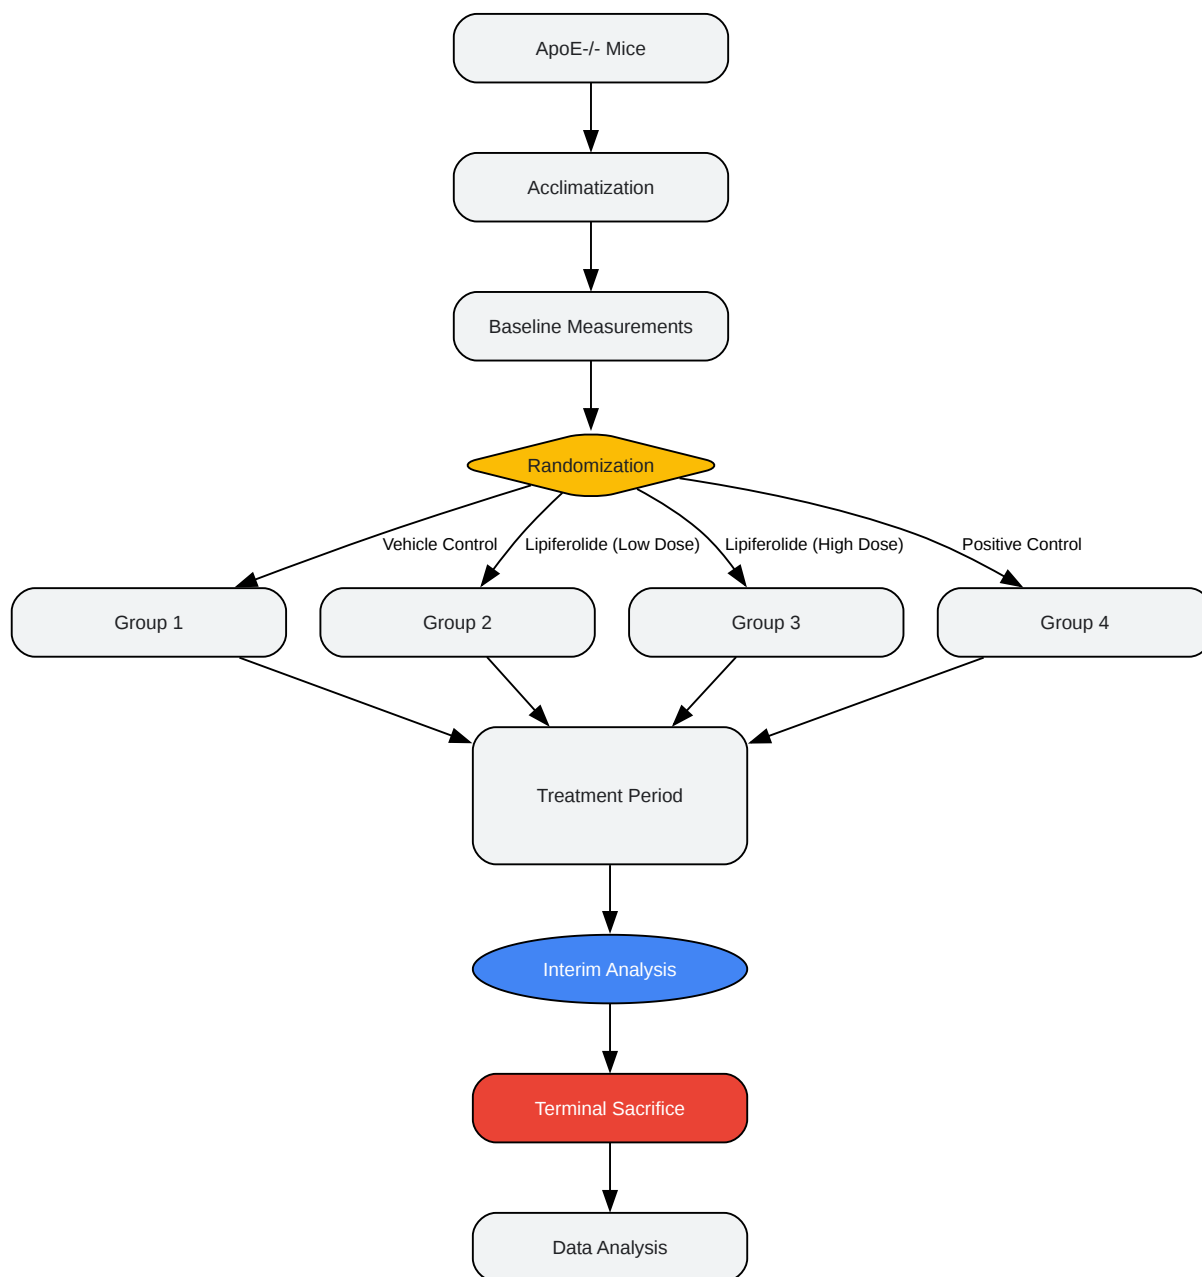 ApoE-/- Mice
Acclimatization
Baseline Measurements
Randomization
Vehicle Control
Lipiferolide (Low Dose)
Lipiferolide (High Dose)
Positive Control
Group 1
Group 2
Group 3
Group 4
Treatment Period
Interim Analysis
Terminal Sacrifice
Data Analysis